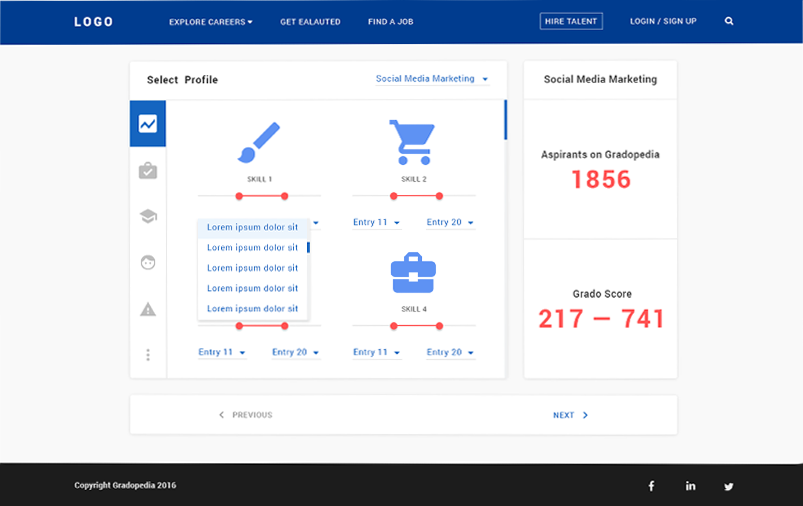 LOGO
EXPLORE CAREERS
GET EALAUTED
FIND A JOB
HIRE TALENT
LOGIN / SIGN UP
Select Profile
Social Media Marketing
SKILL 1
SKILL 2
Lorem ipsum dolor sit
Lorem ipsum dolor sit
Lorem ipsum dolor sit
Lorem ipsum dolor sit
Lorem ipsum dolor sit
Entry 11
Entry 20
SKILL 4
Entry 11
Entry 20
Entry 11
Entry 20
Social Media Marketing
Aspirants on Gradopedia
1856
Grado Score
217 — 741
PREVIOUS
NEXT
Copyright Gradopedia 2016